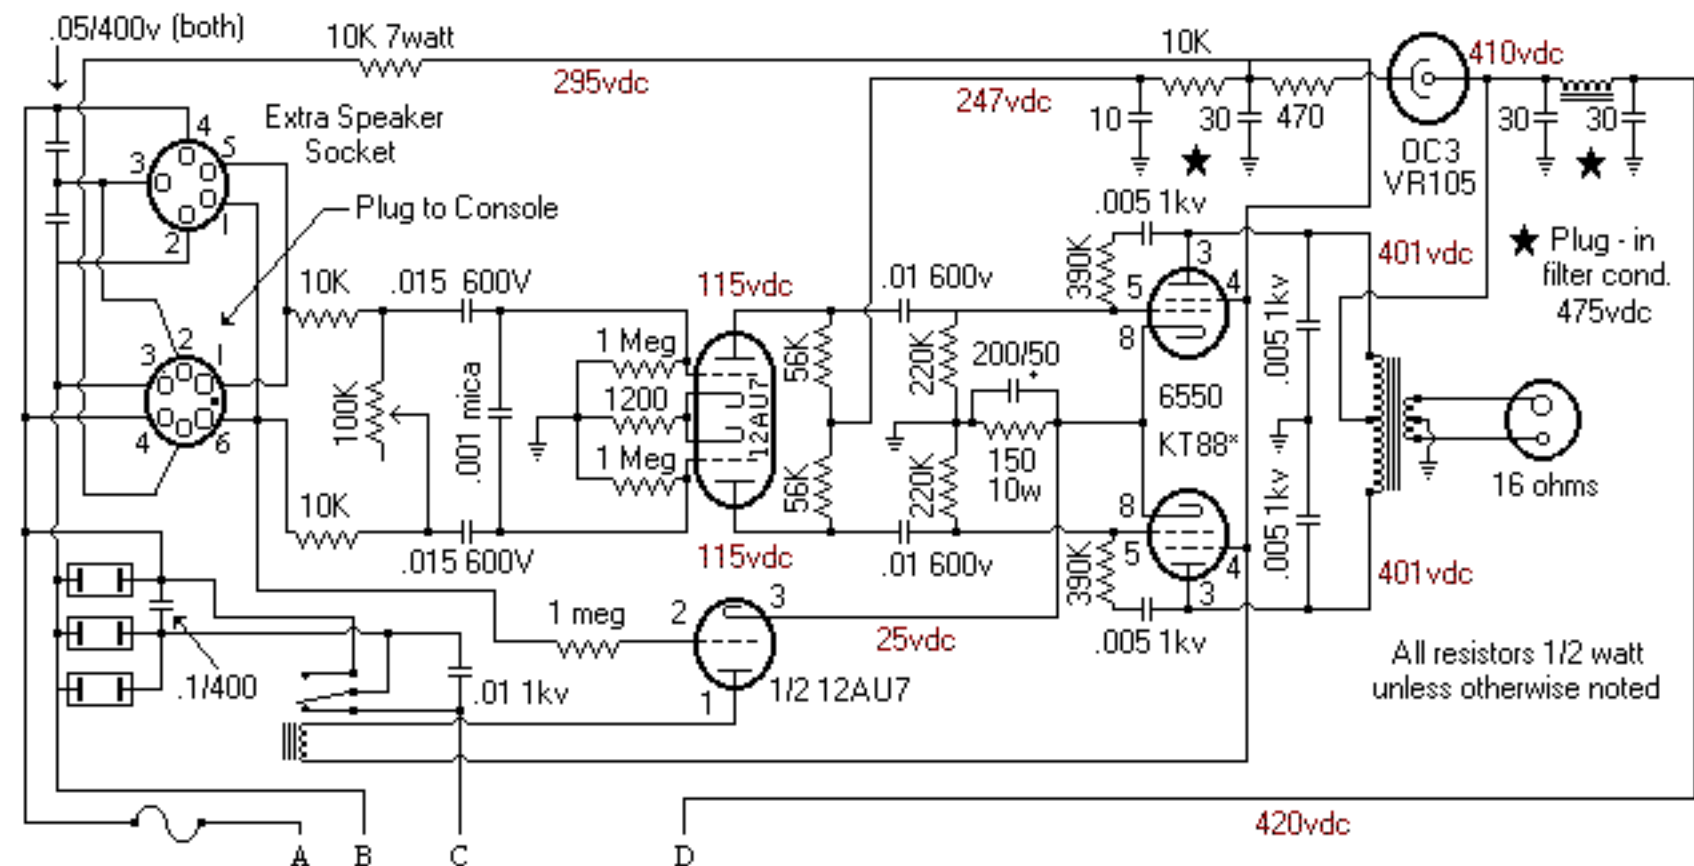 .05/400v (both)
10K 7watt
295vdc
10K
247vdc
10
30
470
410vdc
30
30
OC3
VR105
Plug - in
filter cond.
475vdc
4
5
3
2
1
Extra Speaker
Socket
Plug to Console
3
2
1
4
6
10K
.015 600V
100K
.001 mica
10K
.015 600V
1 Meg
1200
1 Meg
115vdc
12AU7
115vdc
56K
56K
.01 600v
220K
220K
.01 600v
200/50
150
10w
.005 1kv
390K
3
5
4
8
6550
KT88*
8
5
4
3
390K
.005 1kv
.005 1kv
.005 1kv
401vdc
401vdc
16 ohms
1 meg
2
3
1
1/2 12AU7
25vdc
.1/400
.01 1kv
All resistors 1/2 watt
unless otherwise noted
A
B
C
D
420vdc